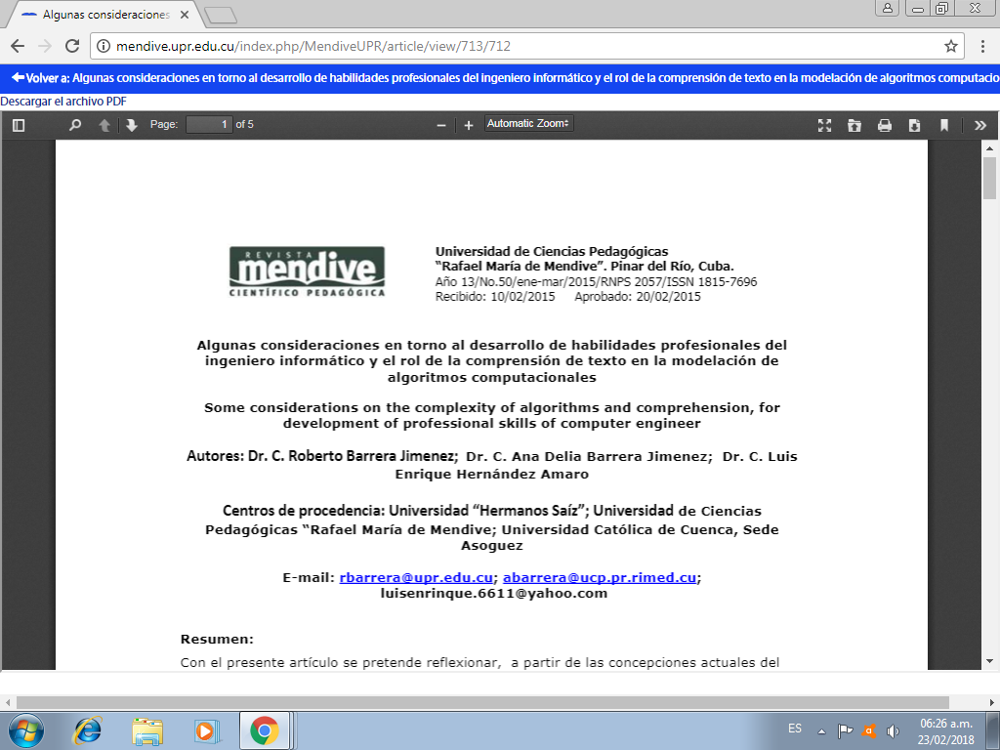 Algunas consideraciones
mendive.upr.edu.cu/index.php/MendiveUPR/article/view/713/712
Volver a: Algunas consideraciones en torno al desarrollo de habilidades profesionales del ingeniero informático y el rol de la comprensión de texto en la modelación de algoritmos computacio
Descargar el archivo PDF
Page: 1 of 5
Automatic Zoom
REVISTA
mendive
CIENTÍFICO PEDAGÓGICA
Universidad de Ciencias Pedagógicas
“Rafael María de Mendive”. Pinar del Río, Cuba.
Año 13/No.50/ene-mar/2015/RNPS 2057/ISSN 1815-7696
Recibido: 10/02/2015 Aprobado: 20/02/2015
Algunas consideraciones en torno al desarrollo de habilidades profesionales del
ingeniero informático y el rol de la comprensión de texto en la modelación de
algoritmos computacionales
Some considerations on the complexity of algorithms and comprehension, for
development of professional skills of computer engineer
Autores: Dr. C. Roberto Barrera Jimenez; Dr. C. Ana Delia Barrera Jimenez; Dr. C. Luis
Enrique Hernández Amaro
Centros de procedencia: Universidad “Hermanos Saíz”; Universidad de Ciencias
Pedagógicas “Rafael María de Mendive; Universidad Católica de Cuenca, Sede
Asoguez
E-mail: rbarrera@upr.edu.cu; abarrera@ucp.pr.rimed.cu;
luisenrinque.6611@yahoo.com
Resumen:
Con el presente artículo se pretende reflexionar, a partir de las concepciones actuales del
ES
06:26 a.m.
23/02/2018